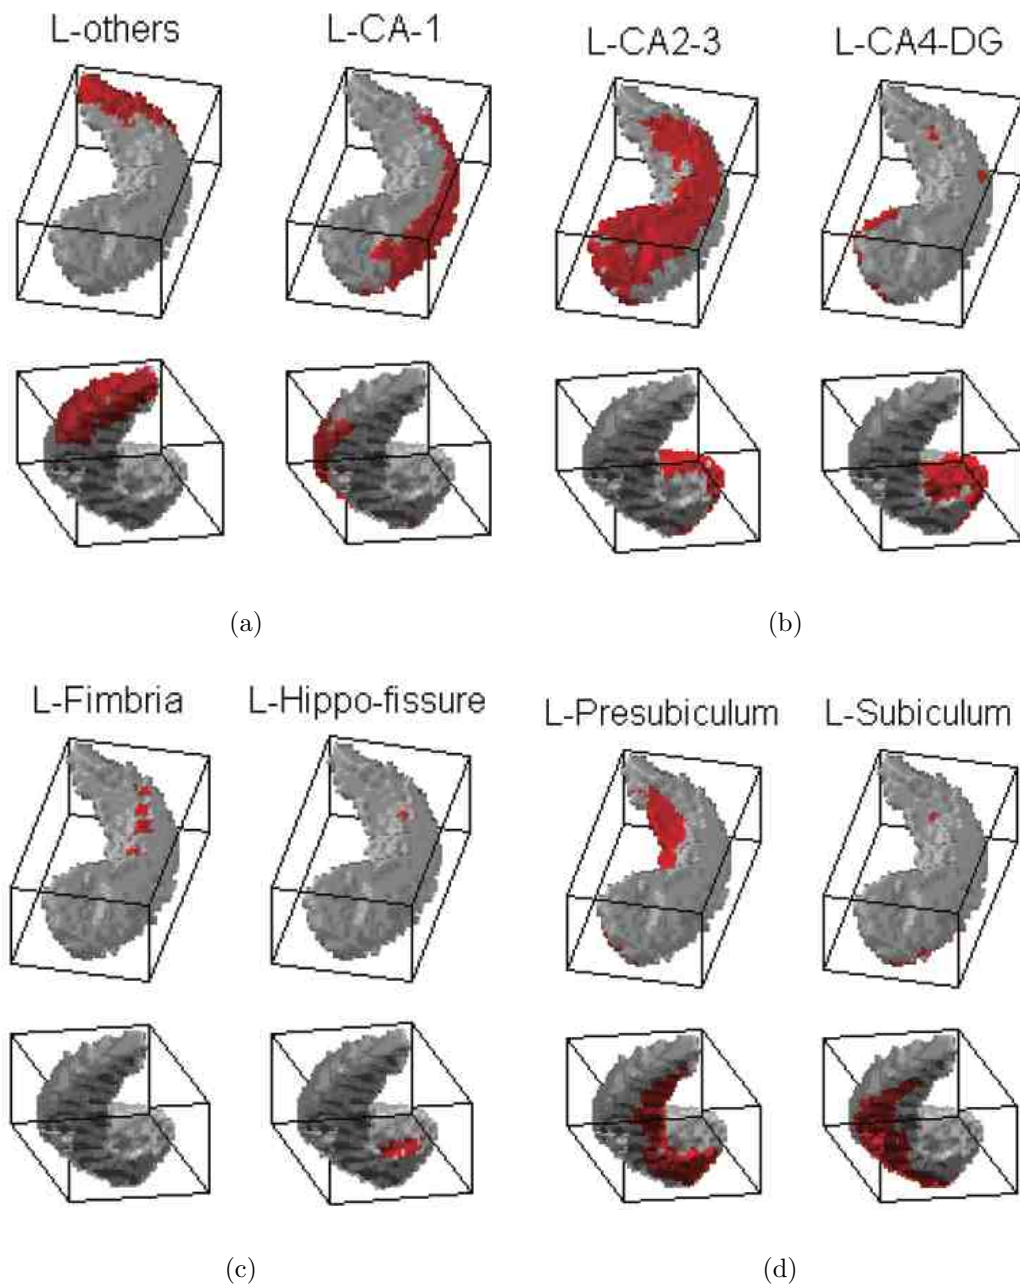 L-others L-CA-1 L-CA2-3 L-CA4-DG
(a) (b)
L-Fimbria L-Hippo-fissure L-Presubiculum L-Subiculum
(c) (d)